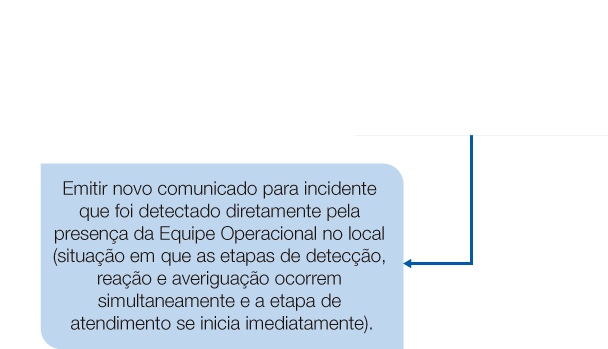 Emitir novo comunicado para incidente
que foi detectado diretamente pela
presença da Equipe Operacional no local
(situação em que as etapas de detecção,
reação e averiguação ocorrem
simultaneamente e a etapa de
atendimento se inicia imediatamente).